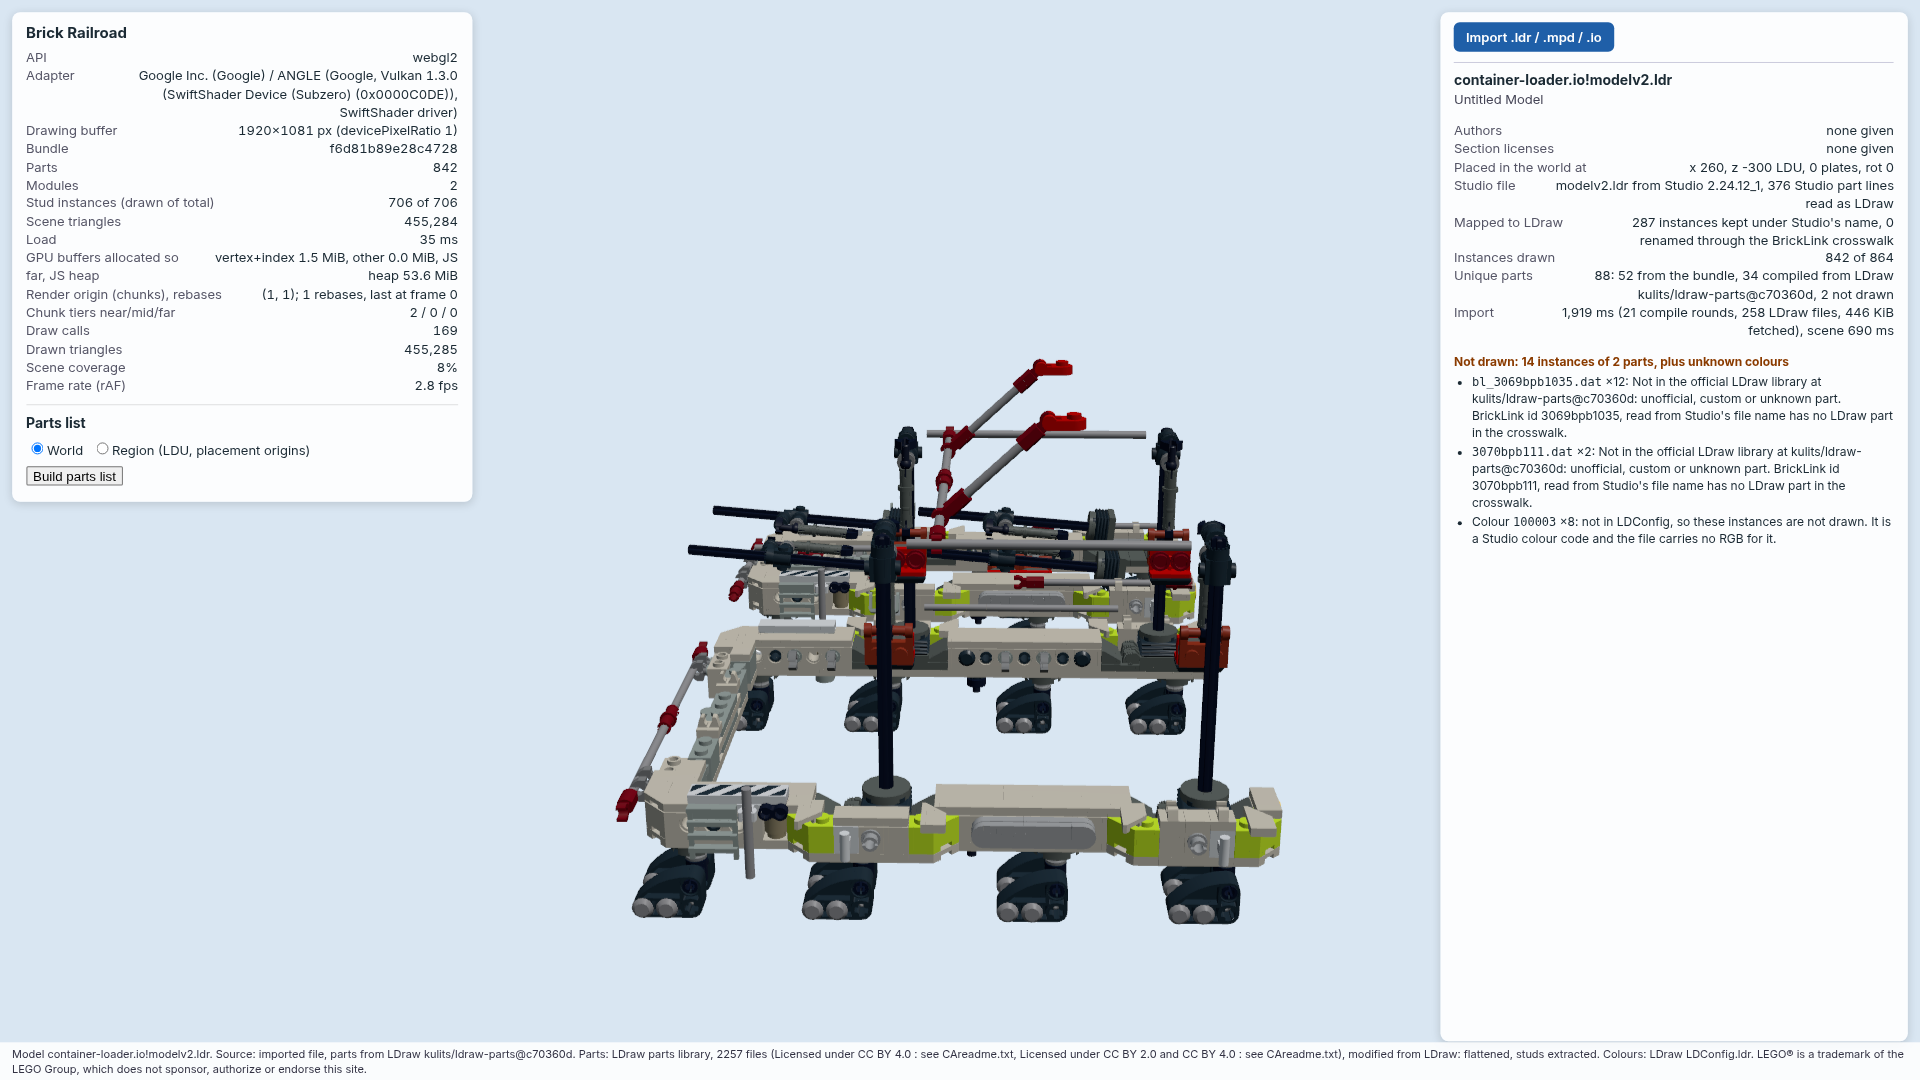 Brick Railroad
API webgl2
Adapter Google Inc. (Google) / ANGLE (Google, Vulkan 1.3.0
(SwiftShader Device (Subzero) (0x0000C0DE)),
SwiftShader driver)
Drawing buffer 1920×1081 px (devicePixelRatio 1)
Bundle f6d81b89e28c4728
Parts 842
Modules 2
Stud instances (drawn of total) 706 of 706
Scene triangles 455,284
Load 35 ms
GPU buffers allocated so vertex+index 1.5 MiB, other 0.0 MiB, JS
far, JS heap heap 53.6 MiB
Render origin (chunks), rebases (1, 1); 1 rebases, last at frame 0
Chunk tiers near/mid/far 2 / 0 / 0
Draw calls 169
Drawn triangles 455,285
Scene coverage 8%
Frame rate (rAF) 2.8 fps
Parts list
World Region (LDU, placement origins)
Build parts list
Import .ldr / .mpd / .io
container-loader.io!modelv2.ldr
Untitled Model
Authors none given
Section licenses none given
Placed in the world at x 260, z -300 LDU, 0 plates, rot 0
Studio file modelv2.ldr from Studio 2.24.12_1, 376 Studio part lines
read as LDraw
Mapped to LDraw 287 instances kept under Studio's name, 0
renamed through the BrickLink crosswalk
Instances drawn 842 of 864
Unique parts 88: 52 from the bundle, 34 compiled from LDraw
kulits/ldraw-parts@c70360d, 2 not drawn
Import 1,919 ms (21 compile rounds, 258 LDraw files, 446 KiB
fetched), scene 690 ms
Not drawn: 14 instances of 2 parts, plus unknown colours
• bl_3069bpb1035.dat ×12: Not in the official LDraw library at
kulits/ldraw-parts@c70360d: unofficial, custom or unknown part.
BrickLink id 3069bpb1035, read from Studio's file name has no LDraw part
in the crosswalk.
• 3070bpb111.dat ×2: Not in the official LDraw library at kulits/ldraw-
parts@c70360d: unofficial, custom or unknown part. BrickLink id
3070bpb111, read from Studio's file name has no LDraw part in the
crosswalk.
• Colour 100003 ×8: not in LDConfig, so these instances are not drawn. It is
a Studio colour code and the file carries no RGB for it.
Model container-loader.io!modelv2.ldr. Source: imported file, parts from LDraw kulits/ldraw-parts@c70360d. Parts: LDraw parts library, 2257 files (Licensed under CC BY 4.0 : see CAreadme.txt, Licensed under CC BY 2.0 and CC BY 4.0 : see CAreadme.txt), modified from LDraw: flattened, studs extracted. Colours: LDraw LDConfig.ldr. LEGO® is a trademark of the
LEGO Group, which does not sponsor, authorize or endorse this site.